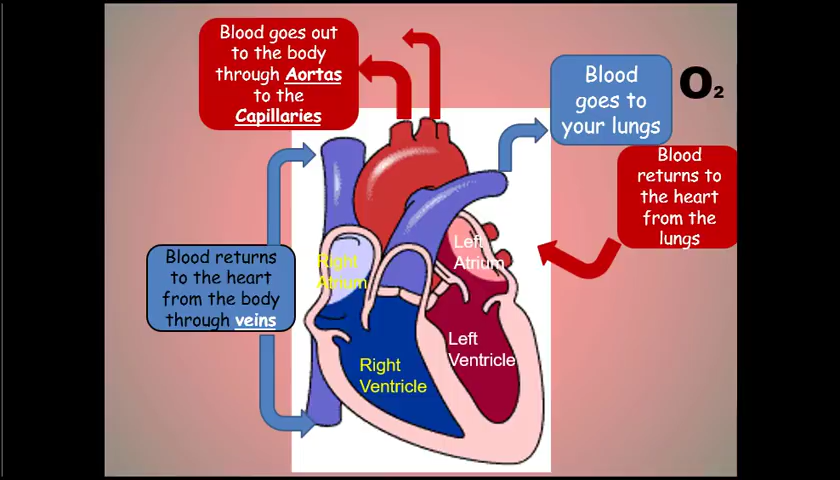 Blood goes out
to the body
through Aortas
to the
Capillaries
Blood
goes to
your lungs
O2
Blood
returns to
the heart
from the
lungs
Blood returns
to the heart
from the body
through veins
Right
Atrium
Left
Atrium
Left
Ventricle
Right
Ventricle